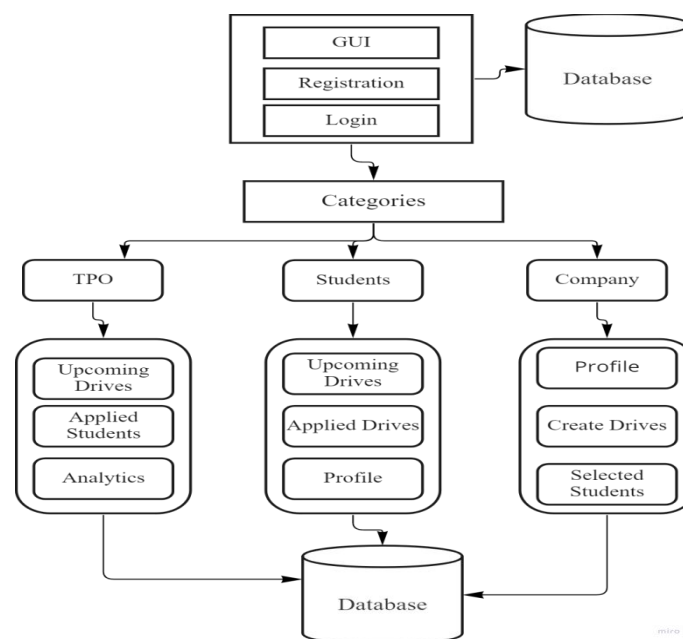 GUI
Database
Registration
Login
Categories
TPO
Students
Company
Upcoming
Drives
Applied
Students
Analytics
Upcoming
Drives
Applied Drives
Profile
Profile
Create Drives
Selected
Students
Database
miro